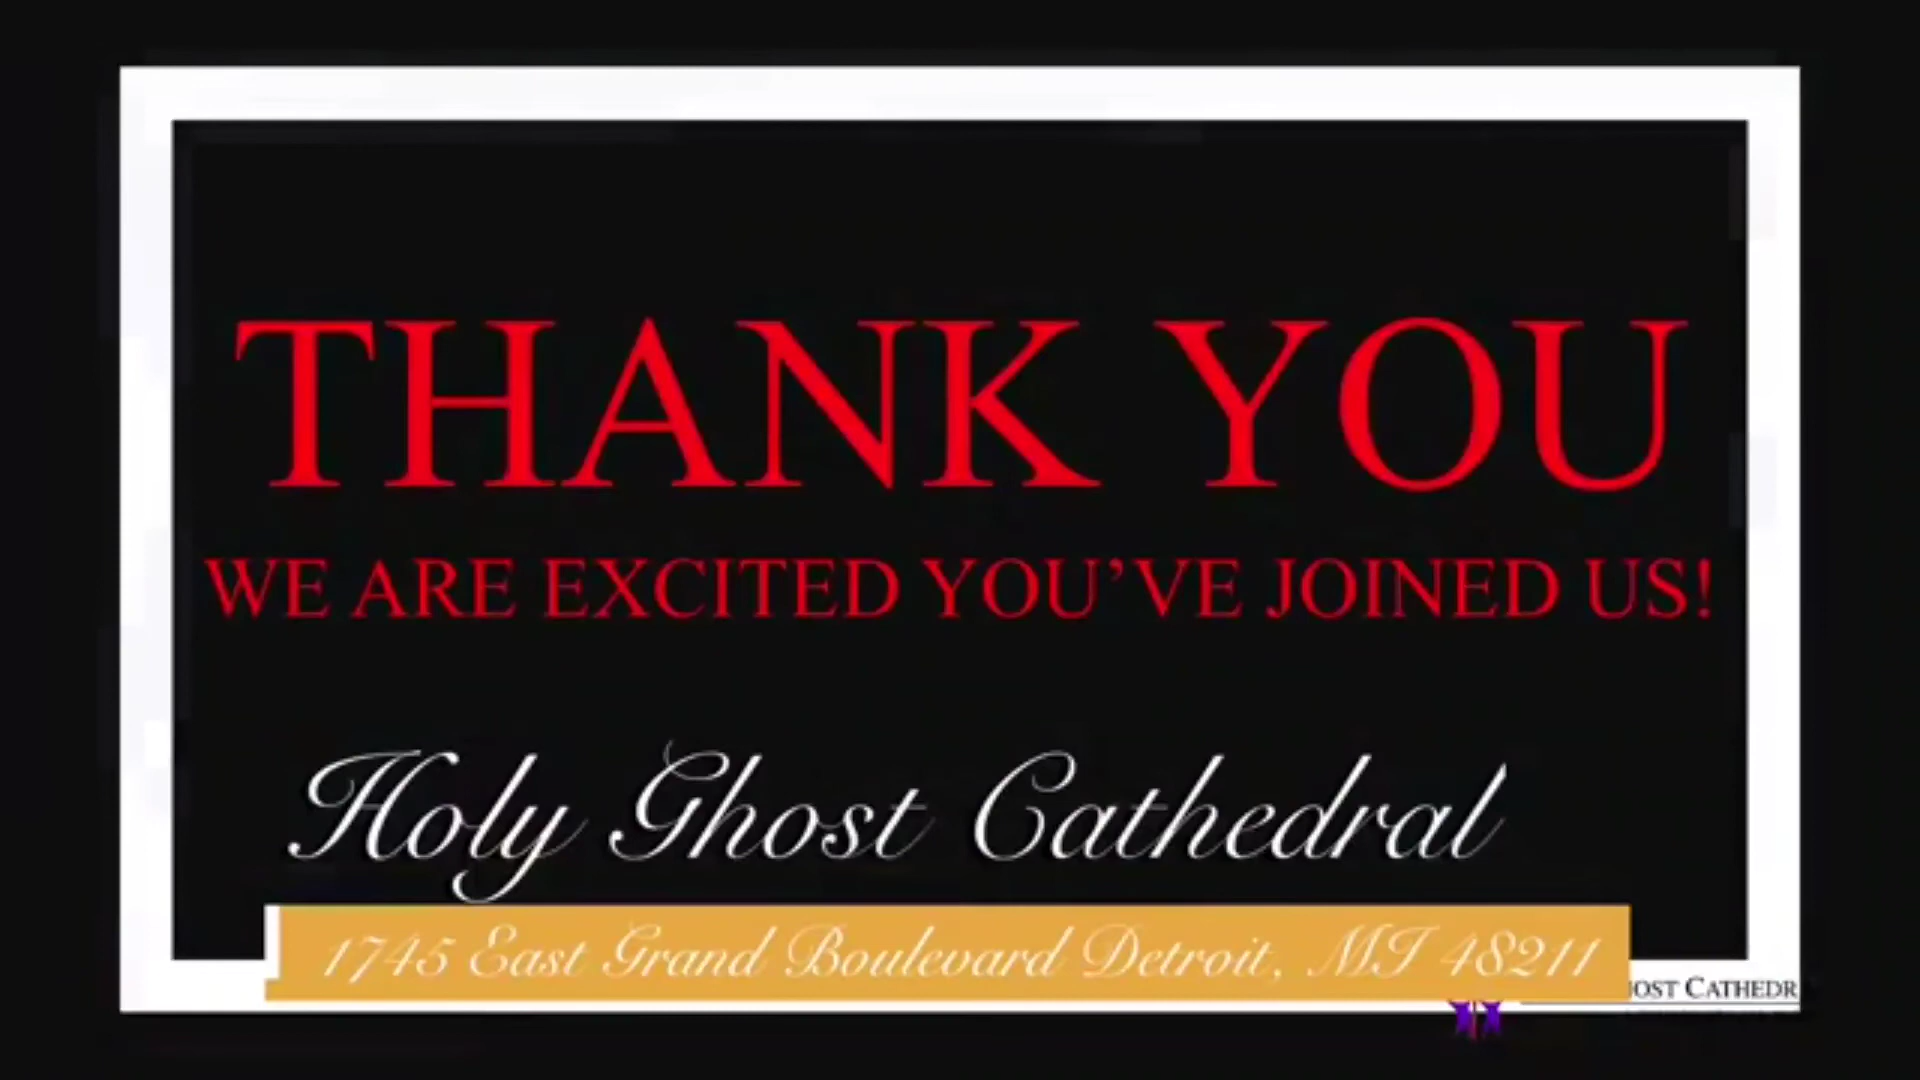 THANK YOU
WE ARE EXCITED YOU'VE JOINED US!
Holy Ghost Cathedral
1745 East Grand Boulevard Detroit, MI 48211